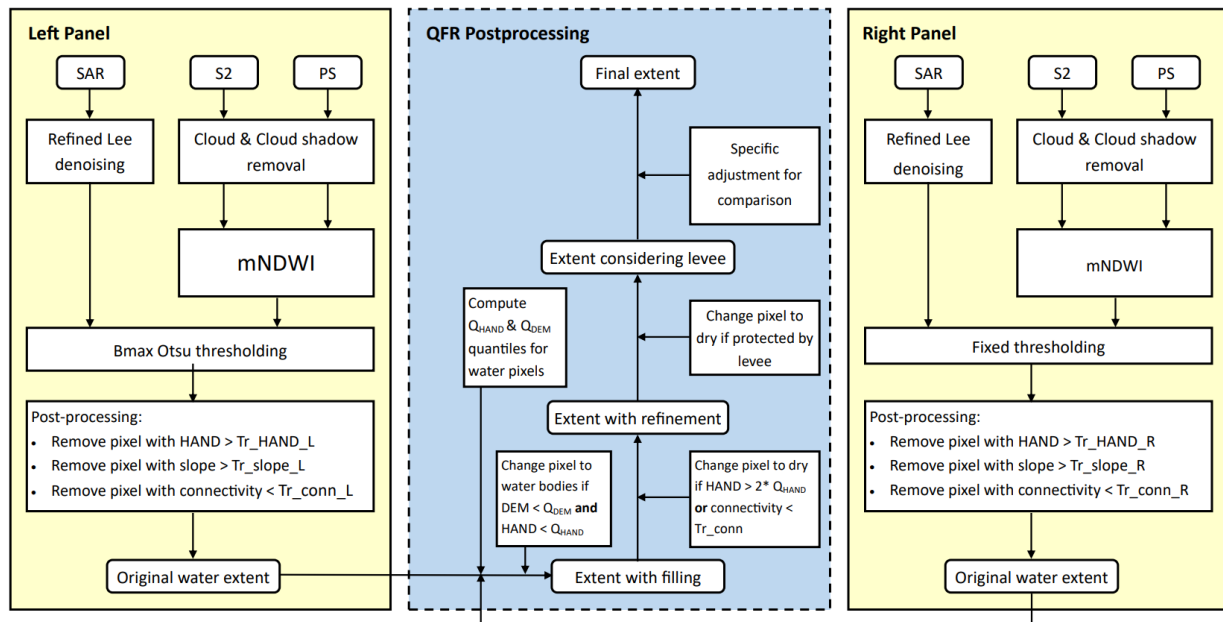 Left Panel
SAR
S2
PS
Refined Lee
denoising
Cloud & Cloud shadow
removal
mNDWI
Bmax Otsu thresholding
Post-processing:
• Remove pixel with HAND > Tr_HAND_L
• Remove pixel with slope > Tr_slope_L
• Remove pixel with connectivity < Tr_conn_L
Original water extent
QFR Postprocessing
Final extent
Specific
adjustment for
comparison
Extent considering levee
Compute
Q_HAND & Q_DEM
quantiles for
water pixels
Change pixel to
dry if protected by
levee
Extent with refinement
Change pixel to
water bodies if
DEM < Q_DEM and
HAND < Q_HAND
Change pixel to dry
if HAND > 2* Q_HAND
or connectivity <
Tr_conn
Extent with filling
Right Panel
SAR
S2
PS
Refined Lee
denoising
Cloud & Cloud shadow
removal
mNDWI
Fixed thresholding
Post-processing:
• Remove pixel with HAND > Tr_HAND_R
• Remove pixel with slope > Tr_slope_R
• Remove pixel with connectivity < Tr_conn_R
Original water extent